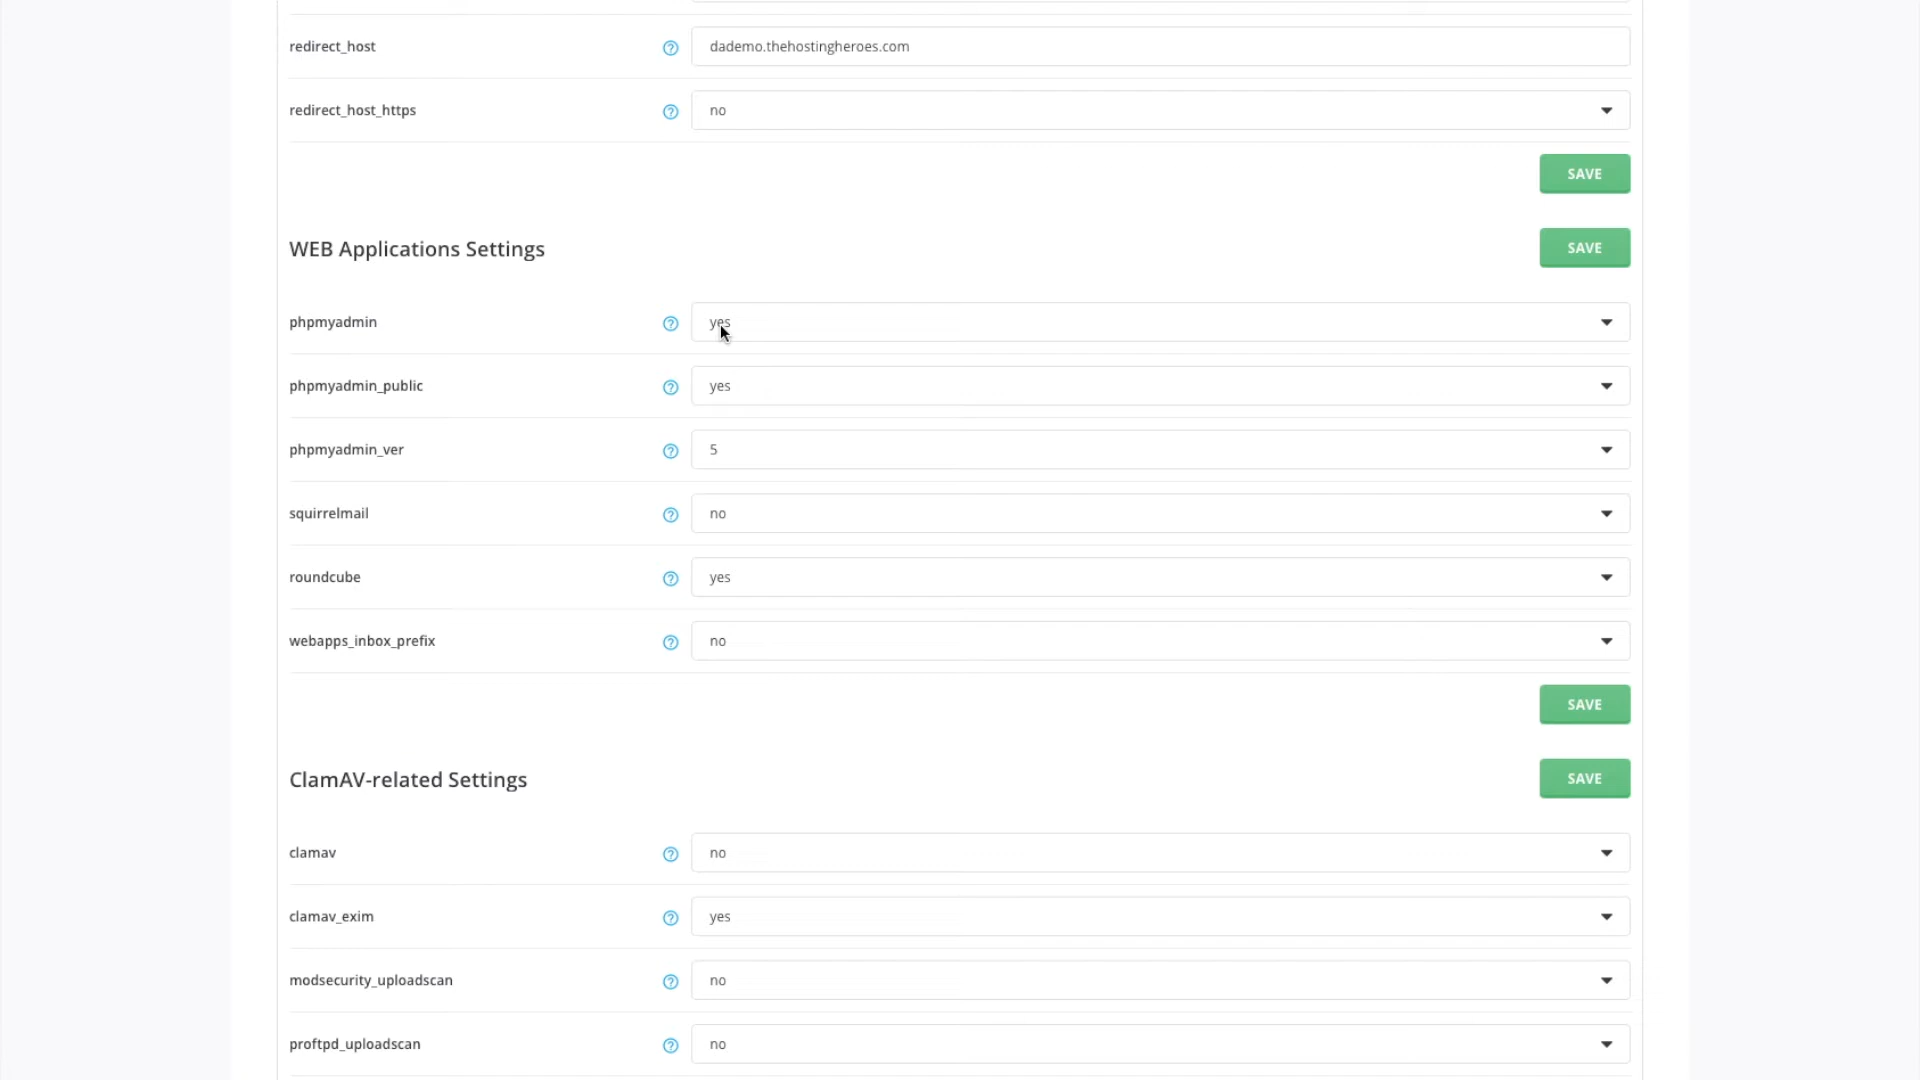 redirect_host dademo.thehostingheroes.com
redirect_host_https no
SAVE
WEB Applications Settings SAVE
phpmyadmin yes
phpmyadmin_public yes
phpmyadmin_ver 5
squirrelmail no
roundcube yes
webapps_inbox_prefix no
SAVE
ClamAV-related Settings SAVE
clamav no
clamav_exim yes
modsecurity_uploadscan no
proftpd_uploadscan no